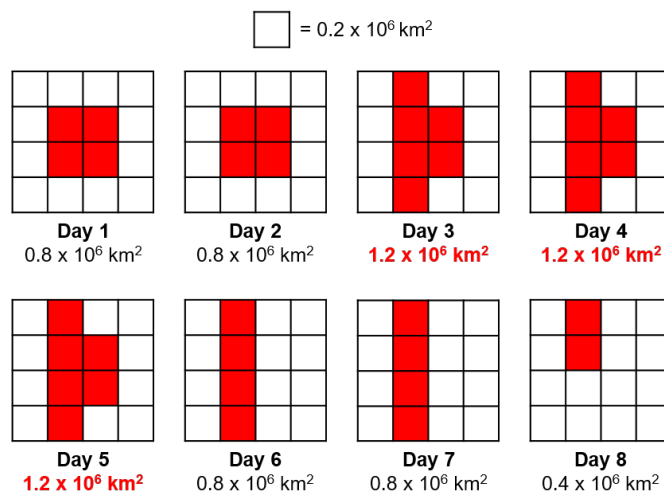 = 0.2 x 10⁶ km²
Day 1
0.8 x 10⁶ km²
Day 2
0.8 x 10⁶ km²
Day 3
1.2 x 10⁶ km²
Day 4
1.2 x 10⁶ km²
Day 5
1.2 x 10⁶ km²
Day 6
0.8 x 10⁶ km²
Day 7
0.8 x 10⁶ km²
Day 8
0.4 x 10⁶ km²